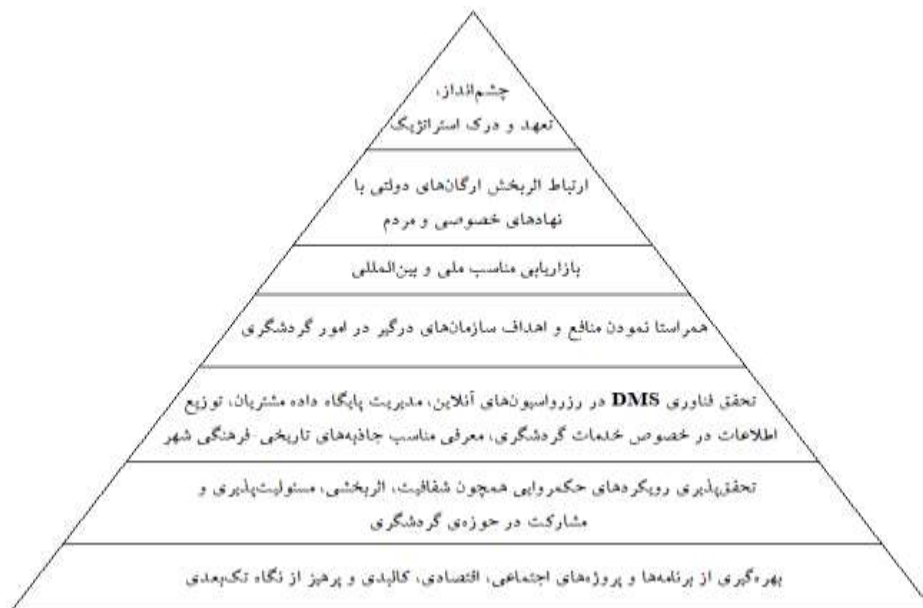 چشم‌انداز،
تعهد و درک استراتژیک
ارتباط اثربخش ارگان‌های دولتی با
نهادهای خصوصی و مردم
بازاریابی مناسب ملی و بین‌المللی
همراستا نمودن منافع و اهداف سازمان‌های درگیر در امور گردشگری
تحقق فناوری DMS در رزرواسیون‌های آنلاین، مدیریت پایگاه داده مشتریان، توزیع
اطلاعات در خصوص خدمات گردشگری، معرفی مناسب جاذبه‌های تاریخی-فرهنگی شهر
تحقق‌پذیری رویکردهای حکمروایی همچون شفافیت، اثربخشی، مسئولیت‌پذیری و
مشارکت در حوزه‌ی گردشگری
بهره‌گیری از برنامه‌ها و پروژه‌های اجتماعی، اقتصادی، کالبدی و پرهیز از نگاه تک‌بعدی